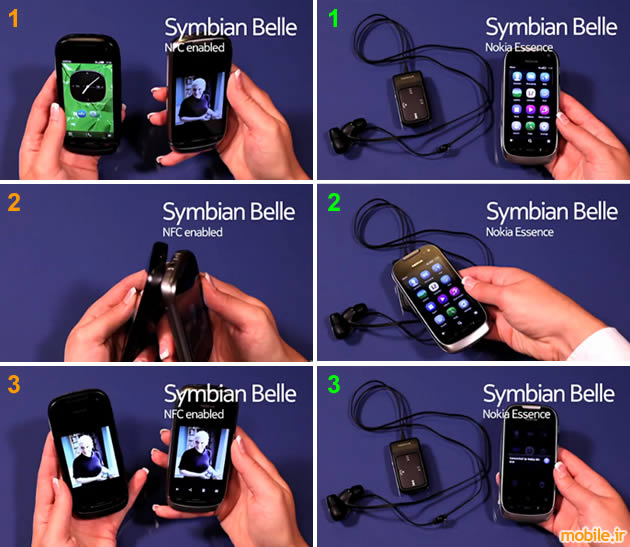 1
Symbian Belle
NFC enabled
1
Symbian Belle
Nokia Essence
2
Symbian Belle
NFC enabled
2
Symbian Belle
Nokia Essence
3
Symbian Belle
NFC enabled
3
Symbian Belle
Nokia Essence
mobile.ir